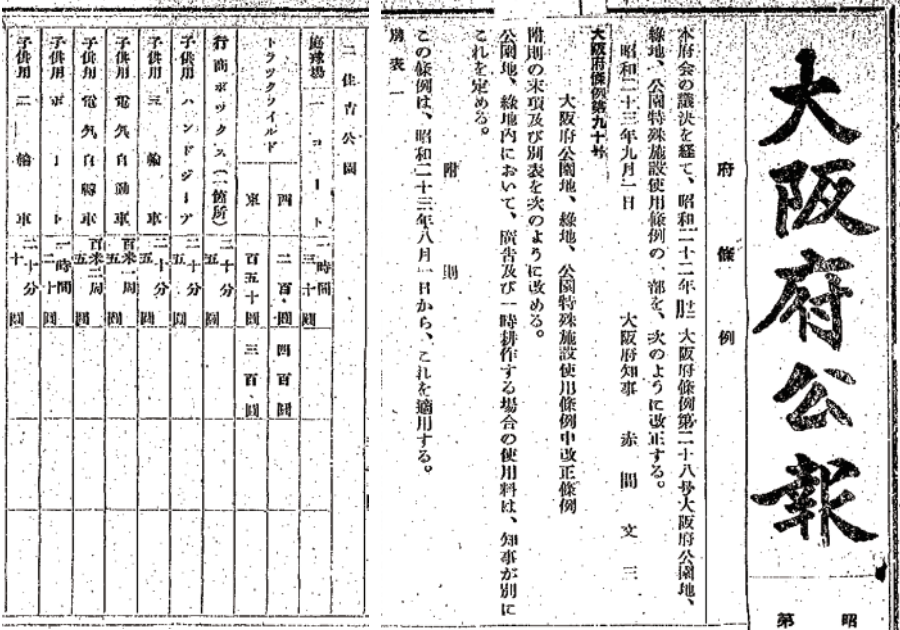 大阪府公報
昭
第
府條例
本府会の議決を経て、昭和二十二年 大阪府條例第二十八号大阪府公園地、
緑地、公園特殊施設使用條例の一部を、次のように改正する。
昭和二十三年九月一日
大阪府知事 赤間文三
大阪府條例第九十号
大阪府公園地、緑地、公園特殊施設使用條例中改正條例
附則の末項及び別表を次のように改める。
公園地、緑地内において、廣告及び一時耕作する場合の使用料は、知事が別に
これを定める。
附則
この條例は、昭和二十三年八月一日から、これを適用する。
別表一
二住吉公園
庭球場 一コート 一時間 三十圓
トラックフイルド 西 二百圓 四百圓
東 百五十圓 三百圓
行商ボックス(一箇所) 二十分 五圓
子供用ハンドジーア 二十分 五圓
子供用三輪車 二十分 五圓
子供用電気自動車 百米一周 五圓
子供用電気自轉車 百米二周 五圓
子供用ボート 一時間 二十圓
子供用二輪車 二十分 十圓